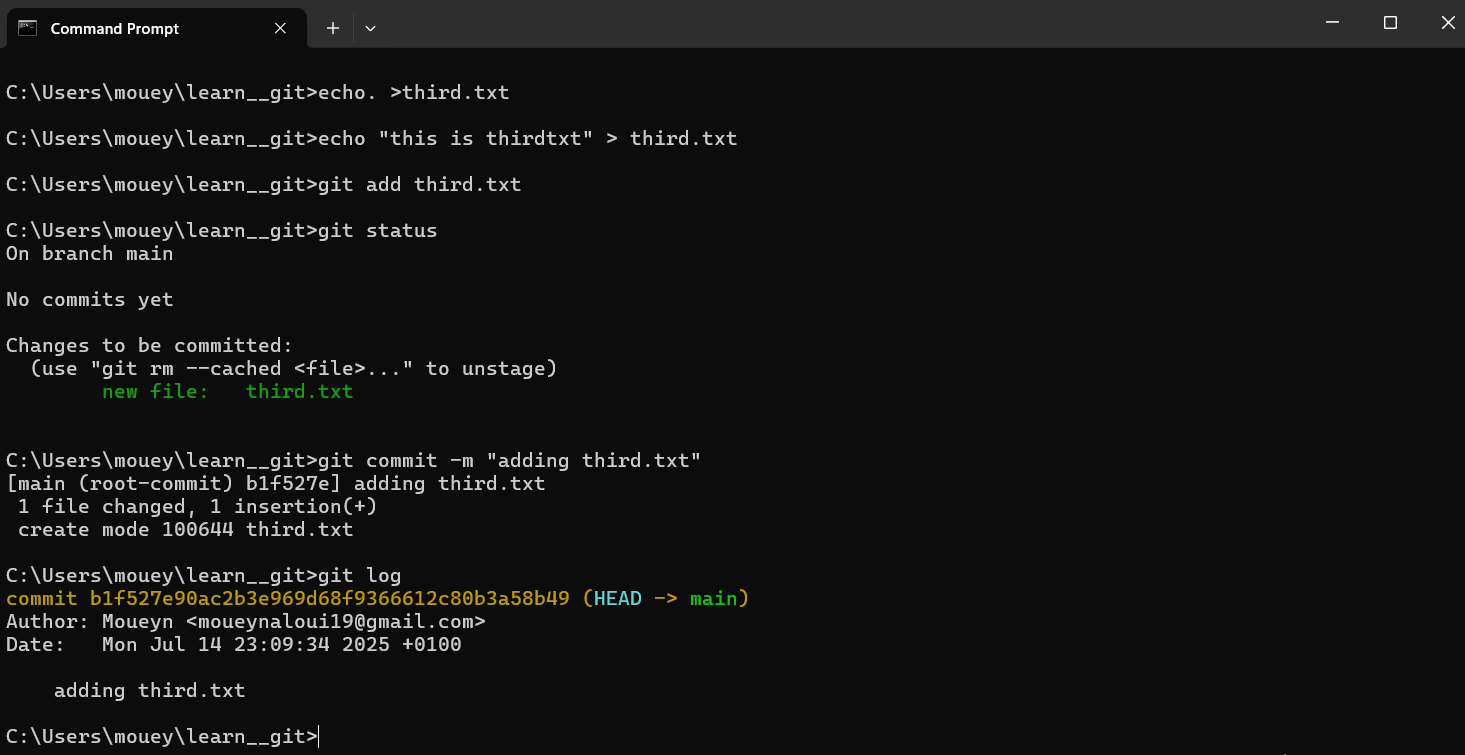 Command Prompt
C:\Users\mouey\learn__git>echo. >third.txt
C:\Users\mouey\learn__git>echo "this is thirdtxt" > third.txt
C:\Users\mouey\learn__git>git add third.txt
C:\Users\mouey\learn__git>git status
On branch main
No commits yet
Changes to be committed:
  (use "git rm --cached <file>..." to unstage)
        new file:   third.txt
C:\Users\mouey\learn__git>git commit -m "adding third.txt"
[main (root-commit) b1f527e] adding third.txt
 1 file changed, 1 insertion(+)
 create mode 100644 third.txt
C:\Users\mouey\learn__git>git log
commit b1f527e90ac2b3e969d68f9366612c80b3a58b49 (HEAD -> main)
Author: Moueyn <moueynaloui19@gmail.com>
Date:   Mon Jul 14 23:09:34 2025 +0100
    adding third.txt
C:\Users\mouey\learn__git>